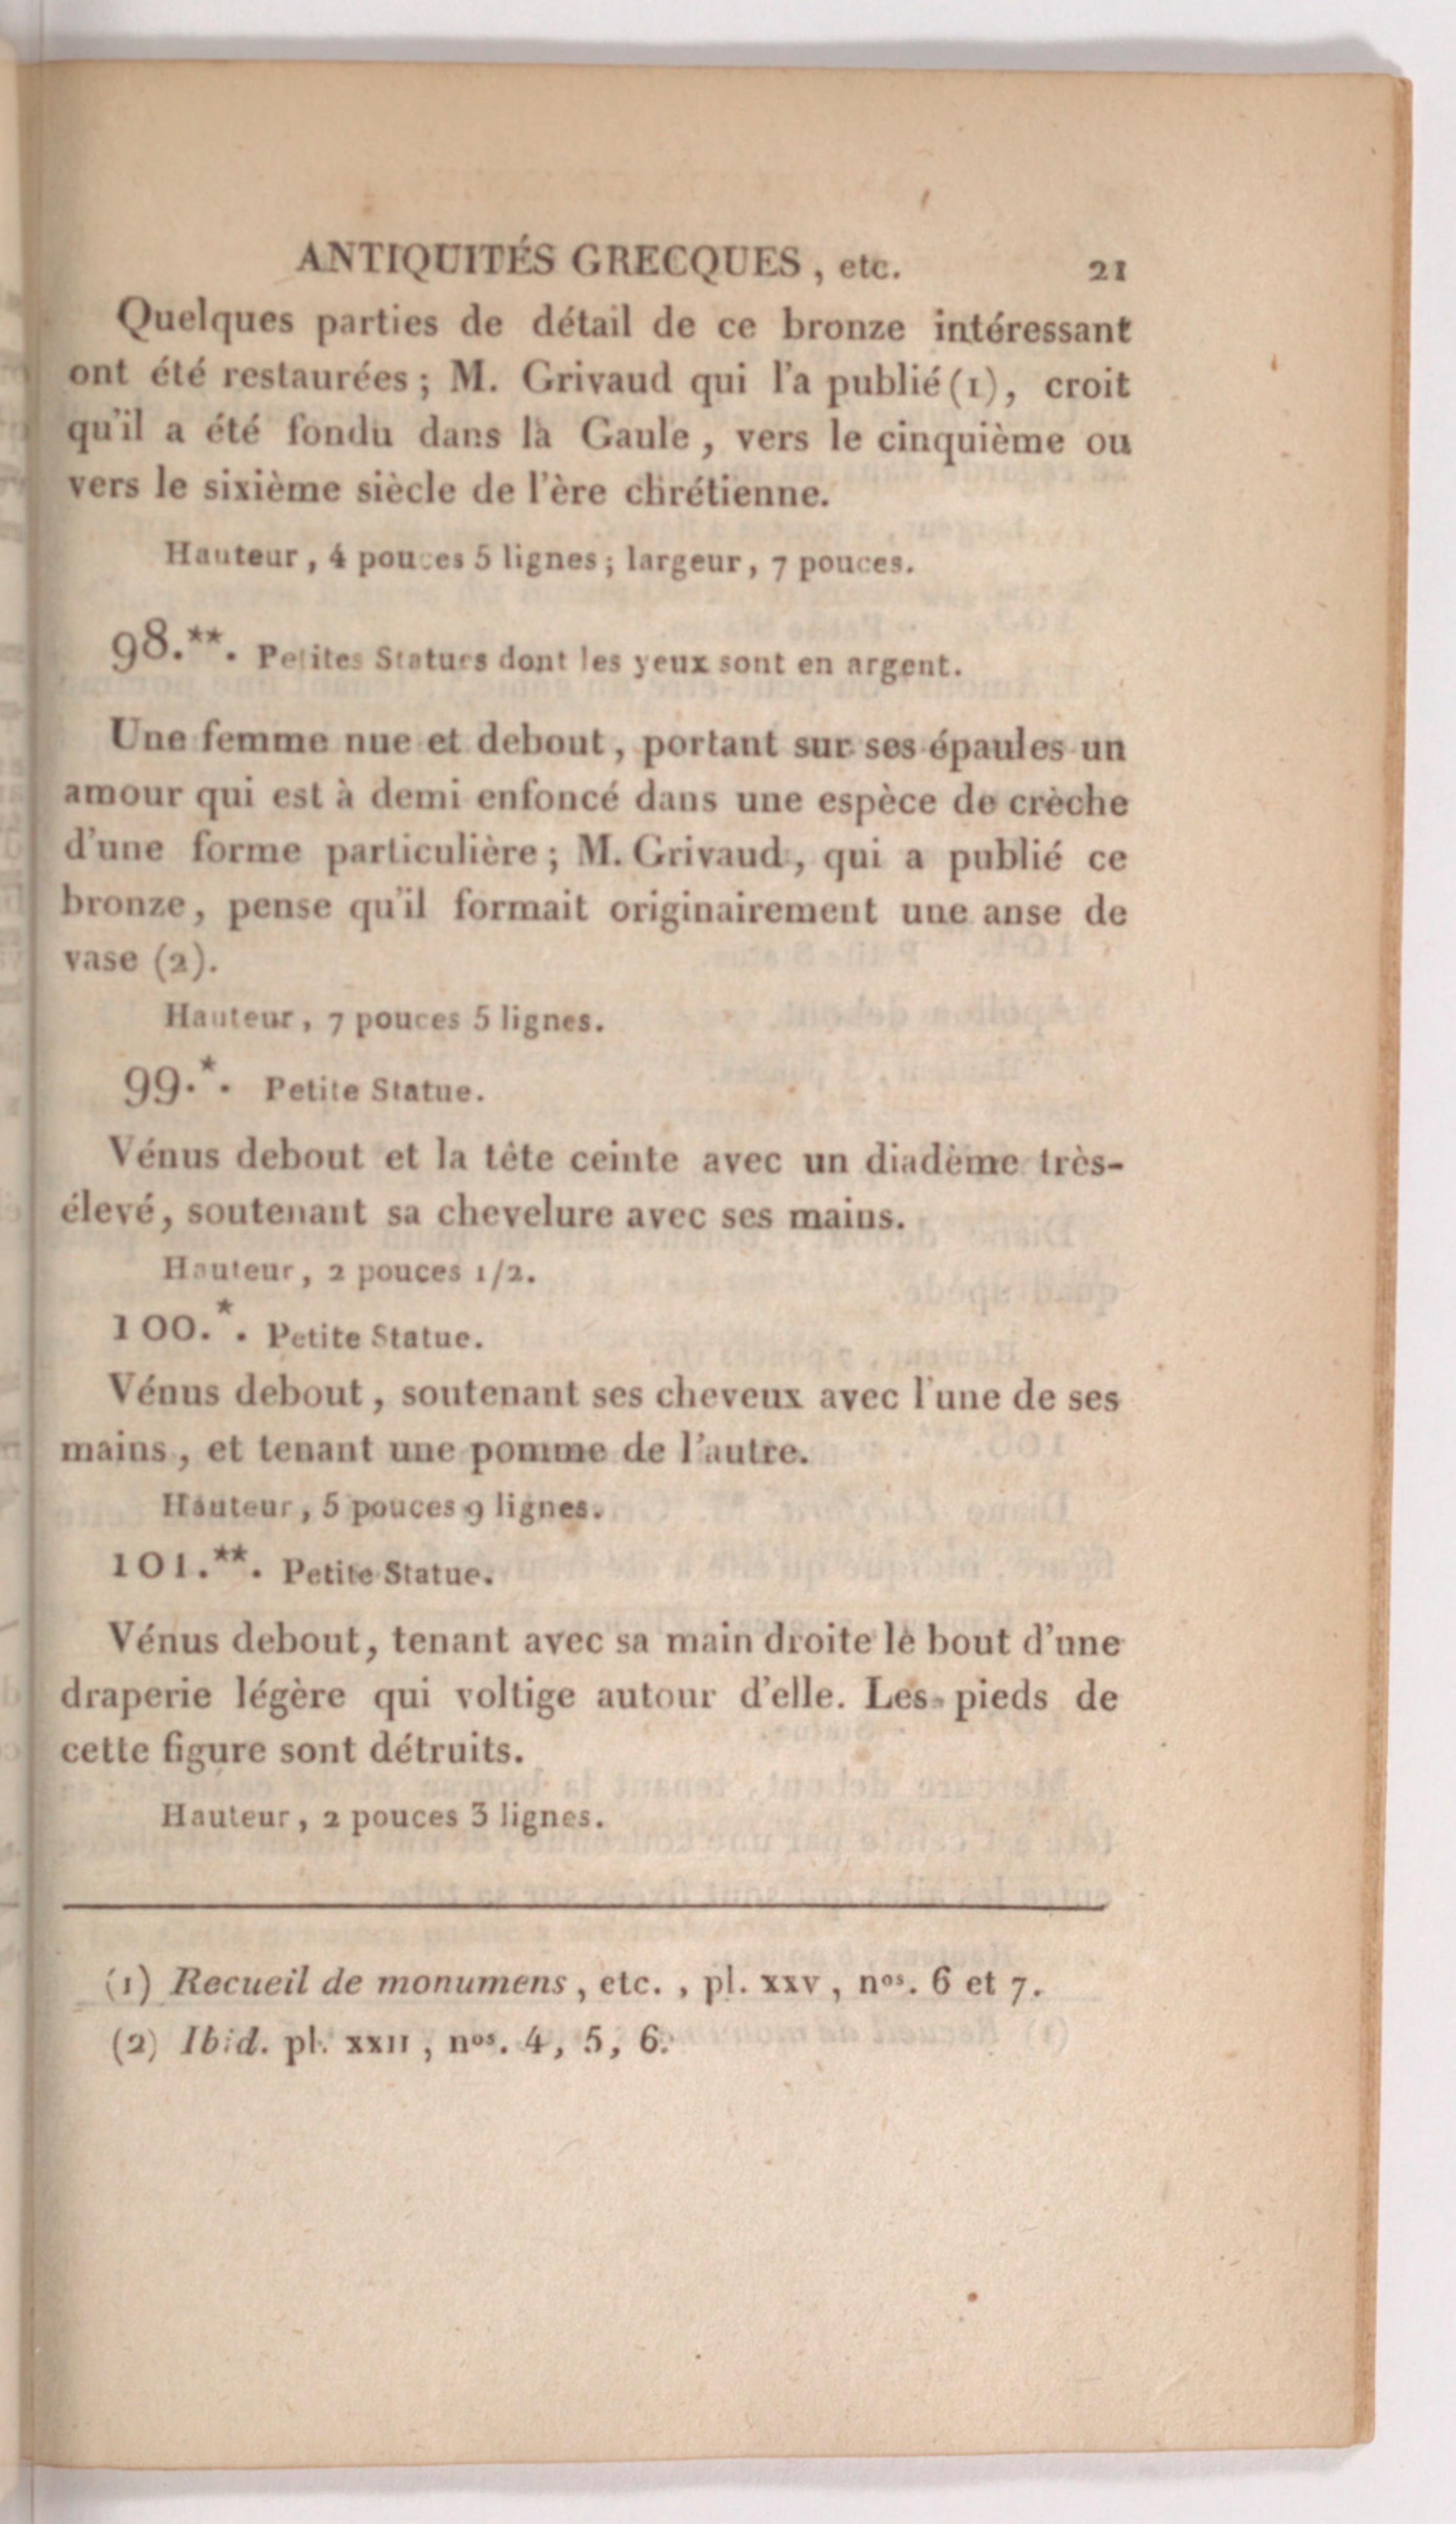 ANTIQUITÉS GRECQUES, etc. 21
Quelques parties de détail de ce bronze intéressant
ont été restaurées; M. Grivaud qui l'a publié (1), croit
qu'il a été fondu dans la Gaule, vers le cinquième ou
vers le sixième siècle de l'ère chrétienne.
Hauteur, 4 pouces 5 lignes; largeur, 7 pouces.
98.**. Petites Statues dont les yeux sont en argent.
Une femme nue et debout, portant sur ses épaules un
amour qui est à demi enfoncé dans une espèce de crèche
d'une forme particulière; M. Grivaud, qui a publié ce
bronze, pense qu'il formait originairement une anse de
vase (2).
Hauteur, 7 pouces 5 lignes.
99.*. Petite Statue.
Vénus debout et la tête ceinte avec un diadème très-
élevé, soutenant sa chevelure avec ses mains.
Hauteur, 2 pouces 1/2.
100.*. Petite Statue.
Vénus debout, soutenant ses cheveux avec l'une de ses
mains, et tenant une pomme de l'autre.
Hauteur, 5 pouces 9 lignes.
101.**. Petite Statue.
Vénus debout, tenant avec sa main droite le bout d'une
draperie légère qui voltige autour d'elle. Les pieds de
cette figure sont détruits.
Hauteur, 2 pouces 3 lignes.
(1) Recueil de monumens, etc., pl. XXV, nos. 6 et 7.
(2) Ibid. pl. XXII, nos. 4, 5, 6.